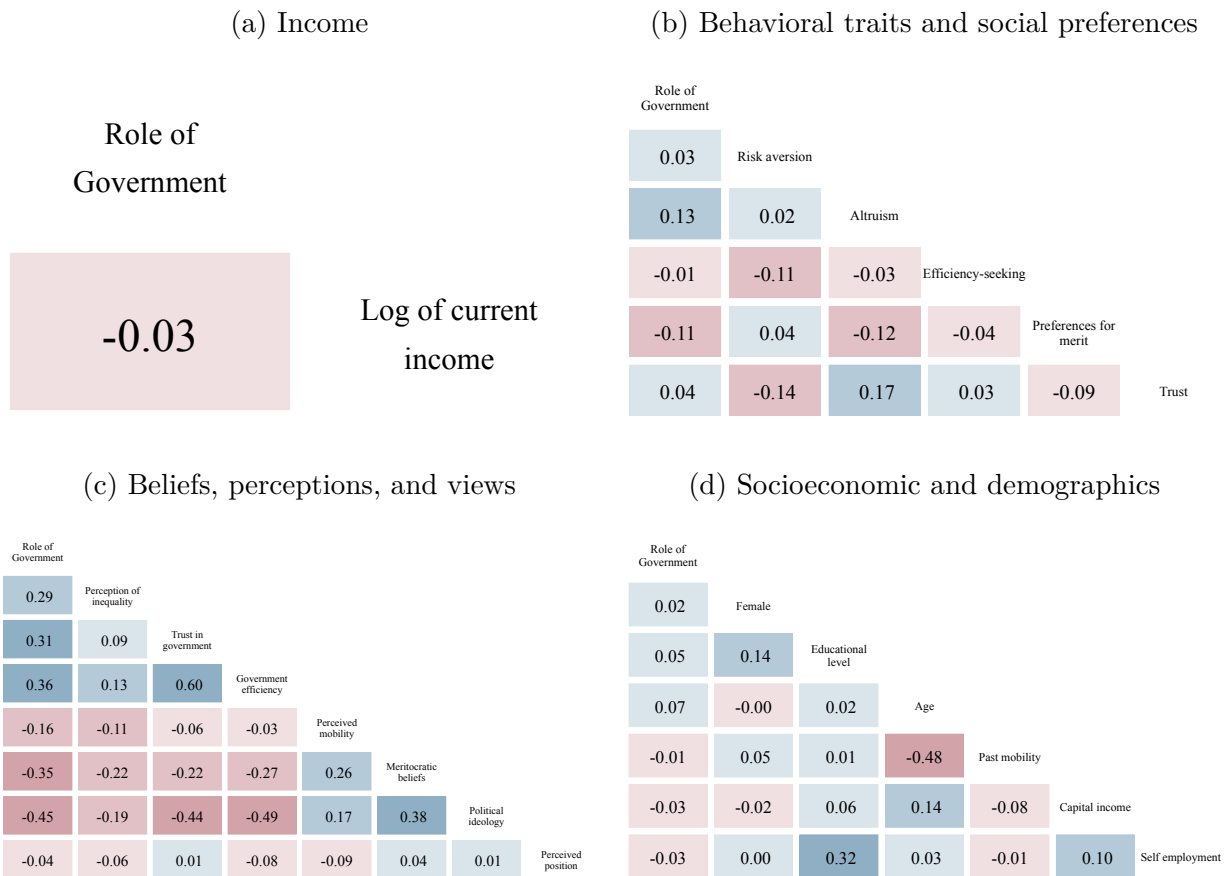 (a) Income
Role of
Government
-0.03
Log of current
income
(b) Behavioral traits and social preferences
Role of
Government
0.03
Risk aversion
0.13
0.02
Altruism
-0.01
-0.11
-0.03
Efficiency-seeking
-0.11
0.04
-0.12
-0.04
Preferences for
merit
0.04
-0.14
0.17
0.03
-0.09
Trust
(c) Beliefs, perceptions, and views
Role of
Government
0.29
Perception of
inequality
0.31
0.09
Trust in
government
0.36
0.13
0.60
Government
efficiency
-0.16
-0.11
-0.06
-0.03
Perceived
mobility
-0.35
-0.22
-0.22
-0.27
0.26
Meritocratic
beliefs
-0.45
-0.19
-0.44
-0.49
0.17
0.38
Political
ideology
-0.04
-0.06
0.01
-0.08
-0.09
0.04
0.01
Perceived
position
(d) Socioeconomic and demographics
Role of
Government
0.02
Female
0.05
0.14
Educational
level
0.07
-0.00
0.02
Age
-0.01
0.05
0.01
-0.48
Past mobility
-0.03
-0.02
0.06
0.14
-0.08
Capital income
-0.03
0.00
0.32
0.03
-0.01
0.10
Self employment